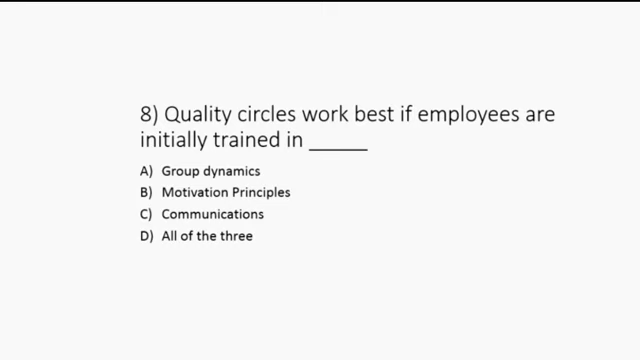 8) Quality circles work best if employees are
initially trained in _____
A) Group dynamics
B) Motivation Principles
C) Communications
D) All of the three